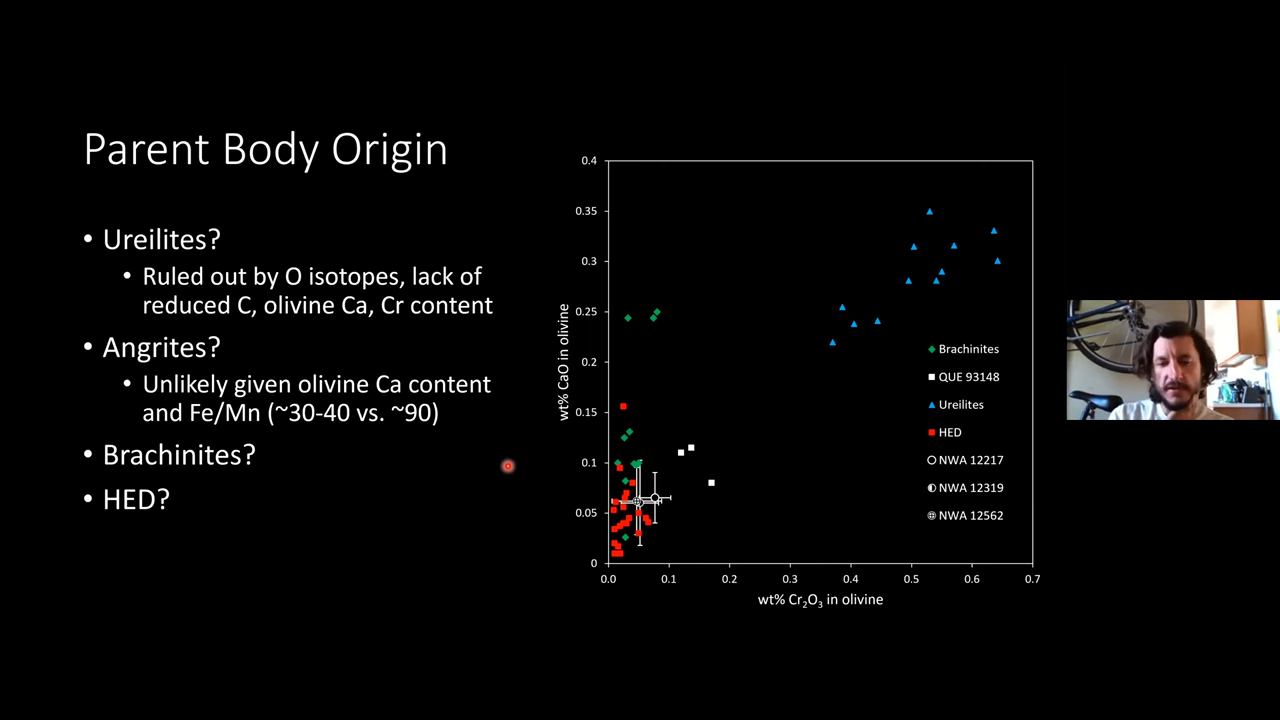 Parent Body Origin
• Ureilites?
• Ruled out by O isotopes, lack of
reduced C, olivine Ca, Cr content
• Angrites?
• Unlikely given olivine Ca content
and Fe/Mn (~30-40 vs. ~90)
• Brachinites?
• HED?
wt% CaO in olivine
0.4
0.35
0.3
0.25
0.2
0.15
0.1
0.05
0
0.0 0.1 0.2 0.3 0.4 0.5 0.6 0.7
wt% Cr₂O₃ in olivine
Brachinites
QUE 93148
Ureilites
HED
NWA 12217
NWA 12319
NWA 12562